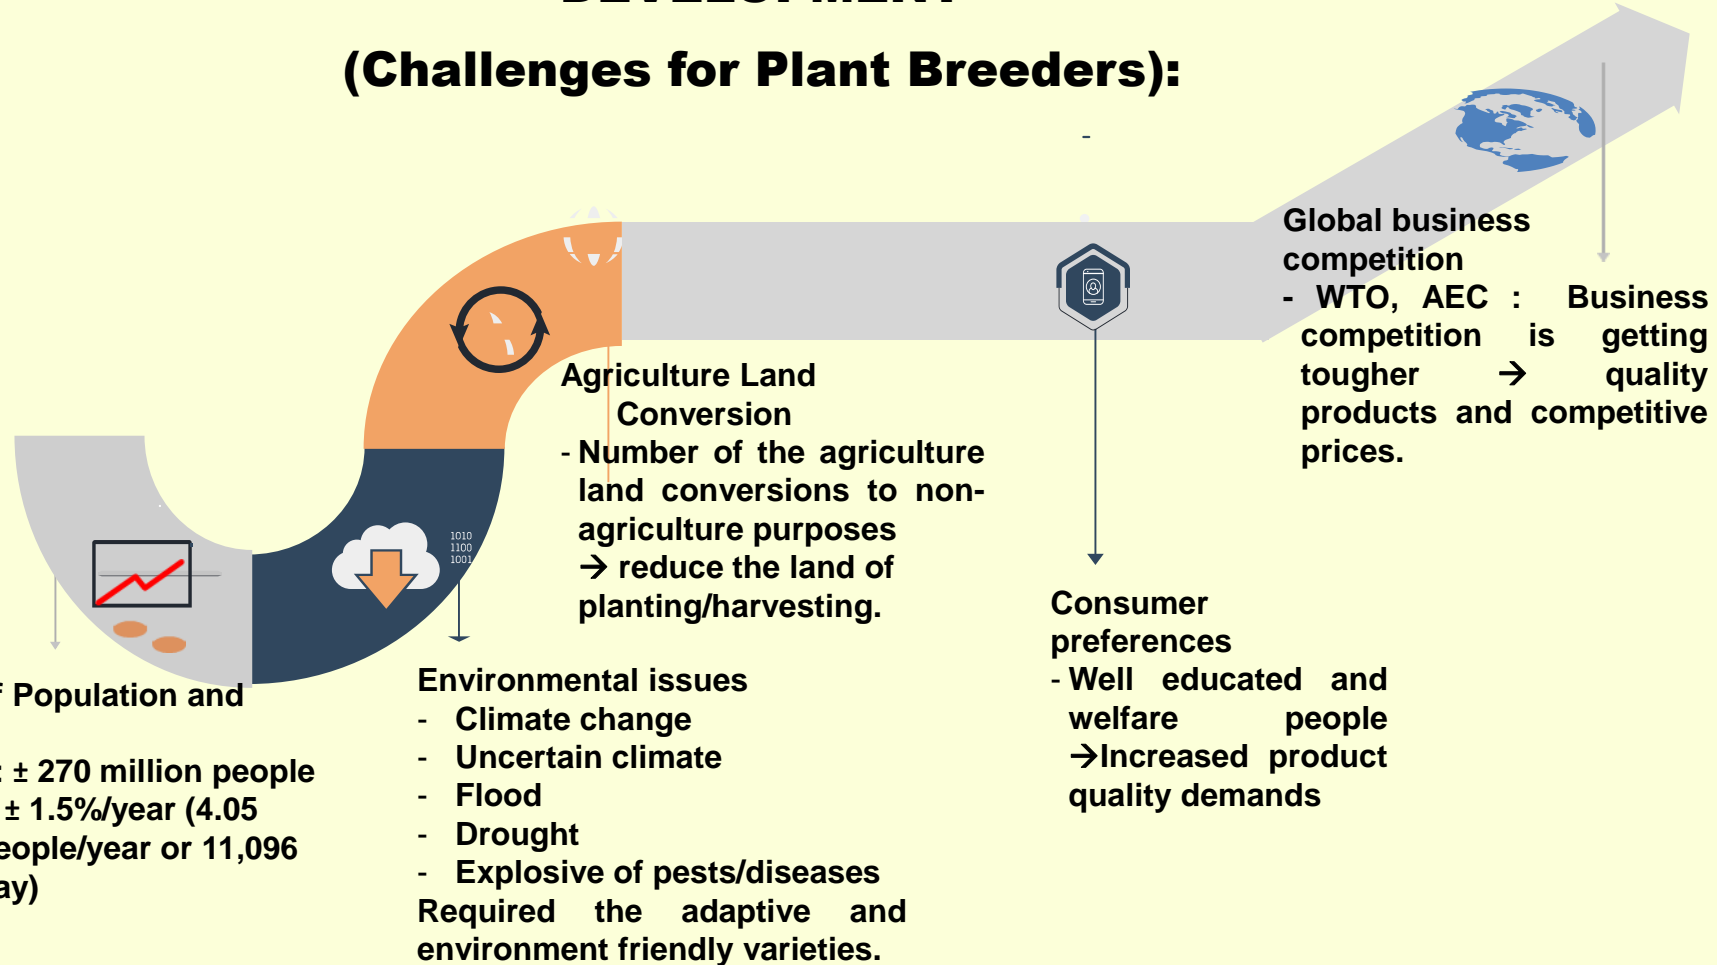 DEVELOPMENT
(Challenges for Plant Breeders):
-
Global business
competition
- WTO, AEC : Business
competition is getting
tougher → quality
products and competitive
prices.
Agriculture Land
Conversion
- Number of the agriculture
land conversions to non-
agriculture purposes
→ reduce the land of
planting/harvesting.
1010
1100
1001
Consumer
preferences
- Well educated and
welfare people
→Increased product
quality demands
Population and
: ± 270 million people
± 1.5%/year (4.05
eople/year or 11,096
ay)
Environmental issues
- Climate change
- Uncertain climate
- Flood
- Drought
- Explosive of pests/diseases
Required the adaptive and
environment friendly varieties.